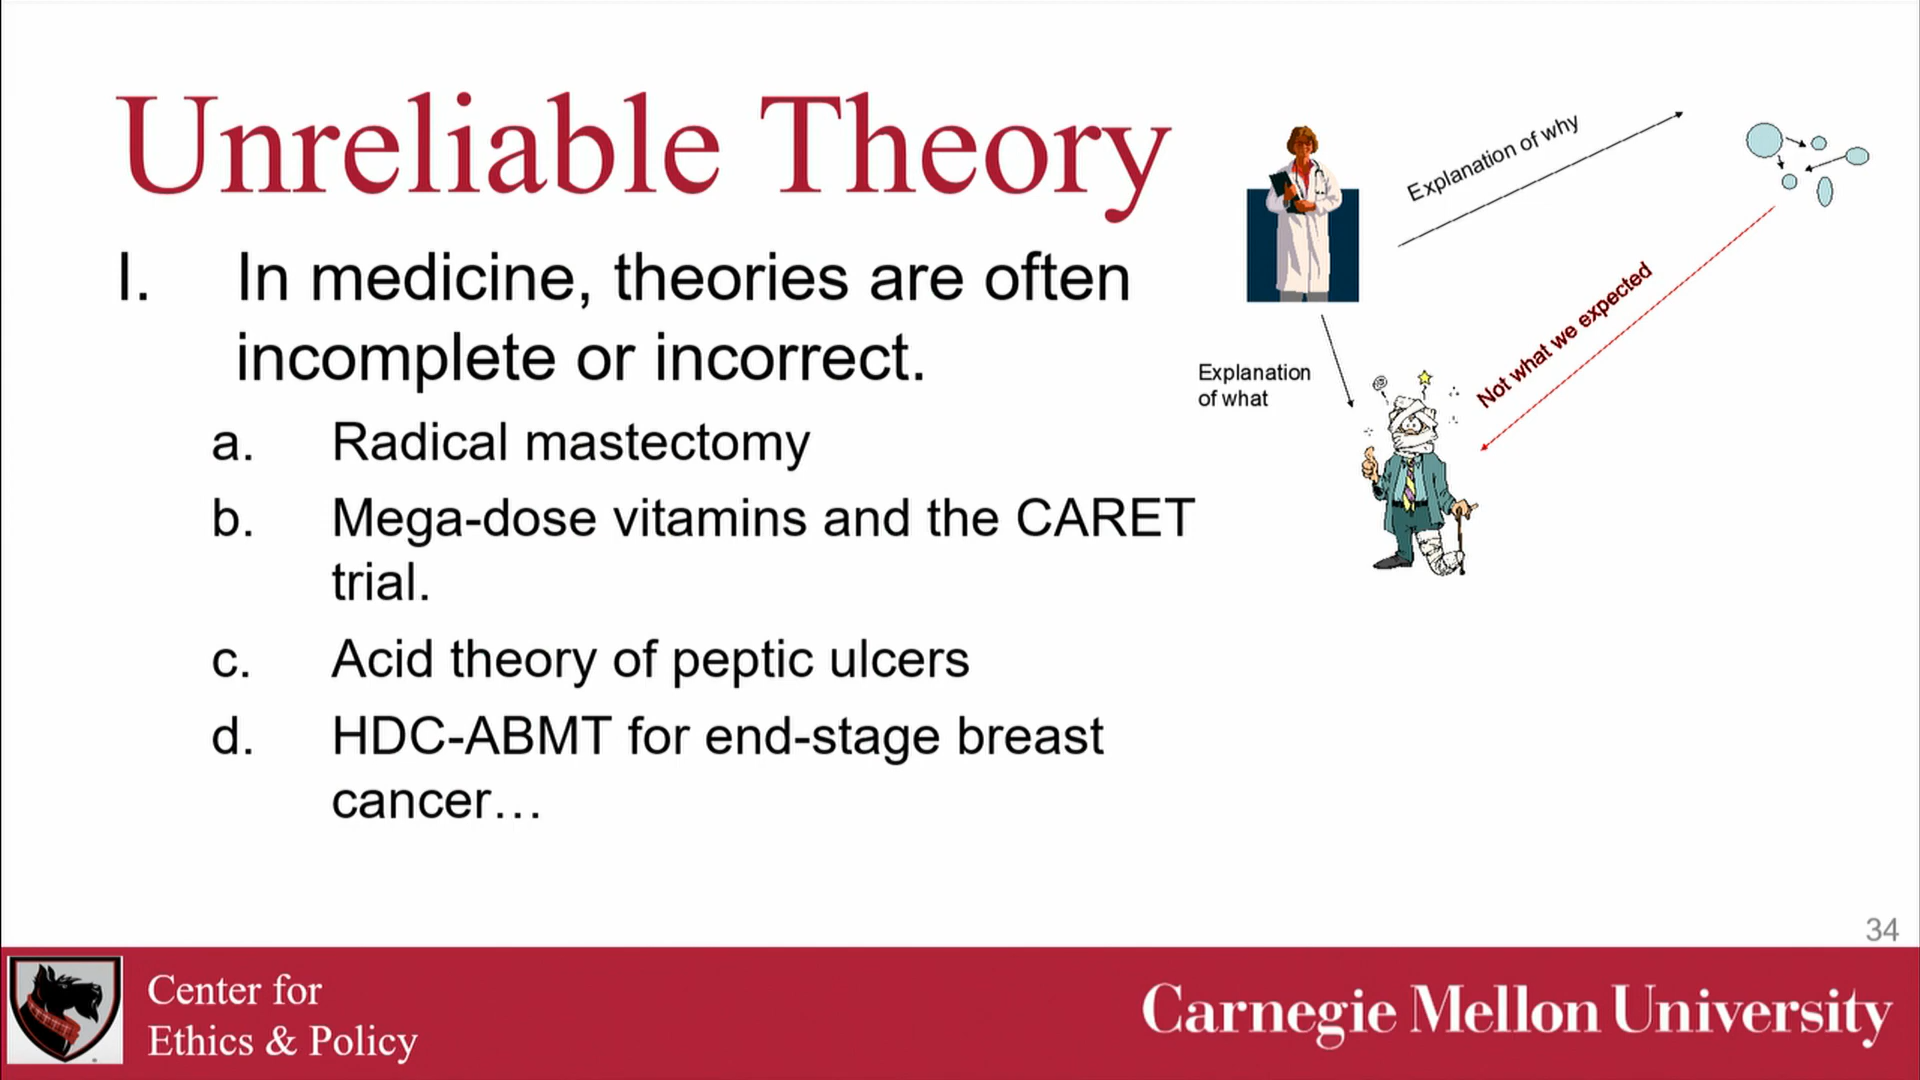 Unreliable Theory
I. In medicine, theories are often
incomplete or incorrect.
a. Radical mastectomy
b. Mega-dose vitamins and the CARET
trial.
c. Acid theory of peptic ulcers
d. HDC-ABMT for end-stage breast
cancer…
Explanation of why
Not what we expected
Explanation
of what
34
Center for
Ethics & Policy
Carnegie Mellon University